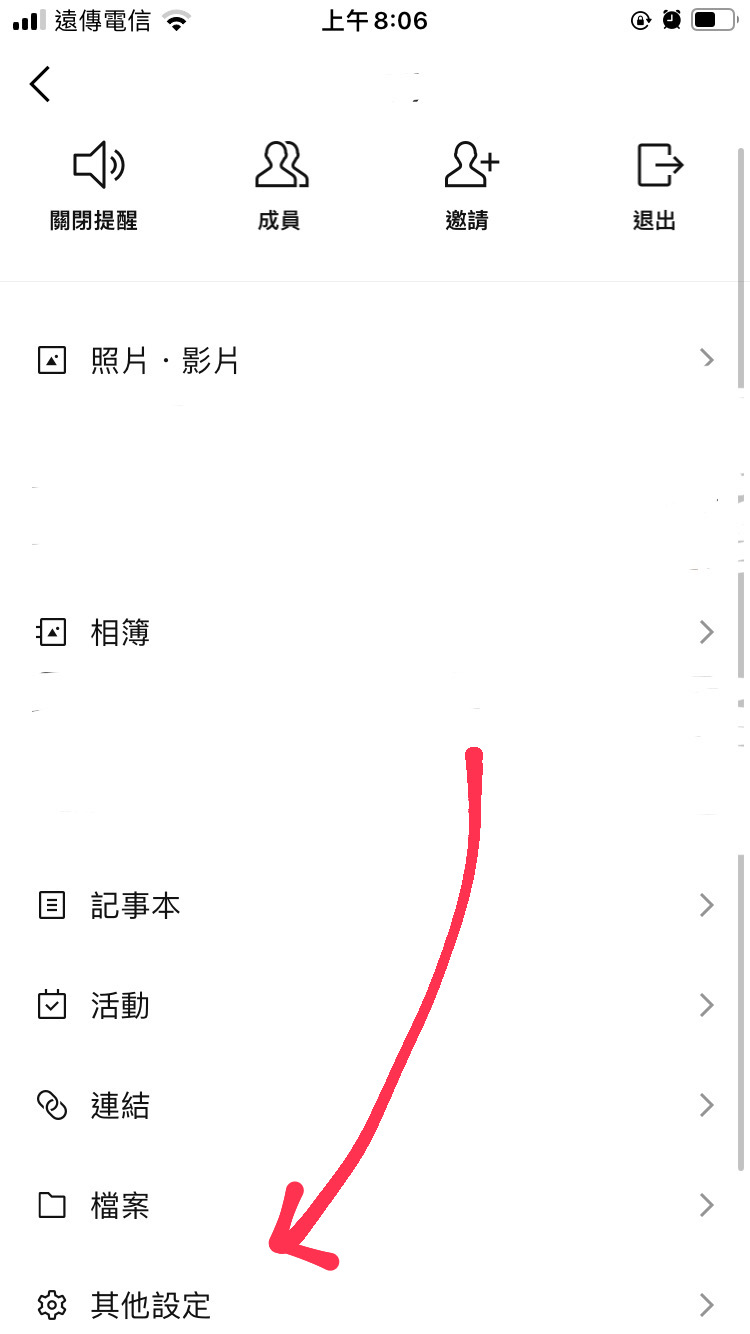 遠傳電信 上午8:06
關閉提醒 成員 邀請 退出
照片・影片
相簿
記事本
活動
連結
檔案
其他設定